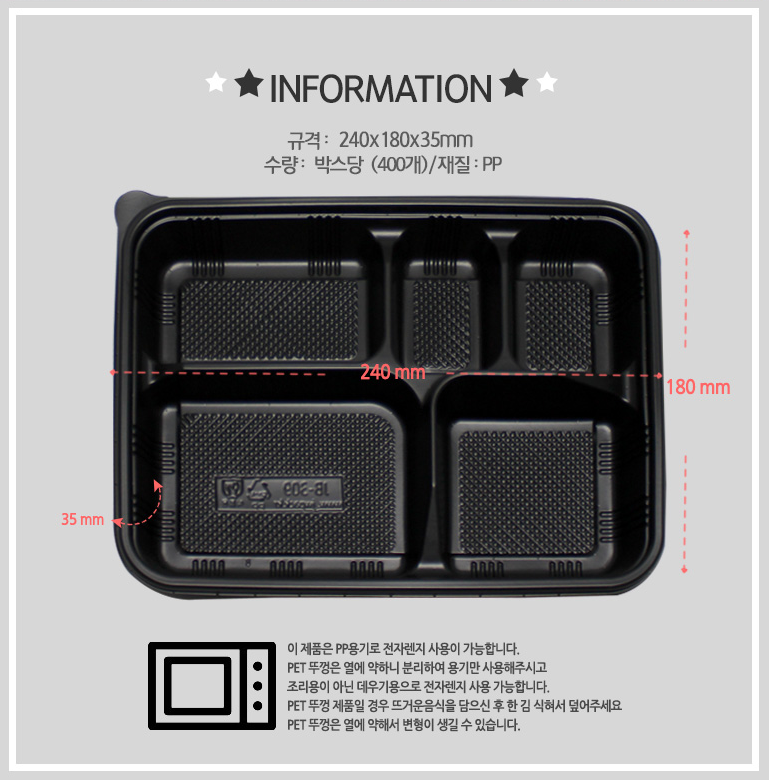 INFORMATION
규격 : 240x180x35mm
수량 : 박스당 (400개)/재질 : PP
240 mm
180 mm
35 mm
이 제품은 PP용기로 전자렌지 사용이 가능합니다.
PET 뚜껑은 열에 약하니 분리하여 용기만 사용해주시고
조리용이 아닌 데우기용으로 전자렌지 사용 가능합니다.
PET 뚜껑 제품일 경우 뜨거운음식을 담으신 후 한 김 식혀서 덮어주세요
PET 뚜껑은 열에 약해서 변형이 생길 수 있습니다.